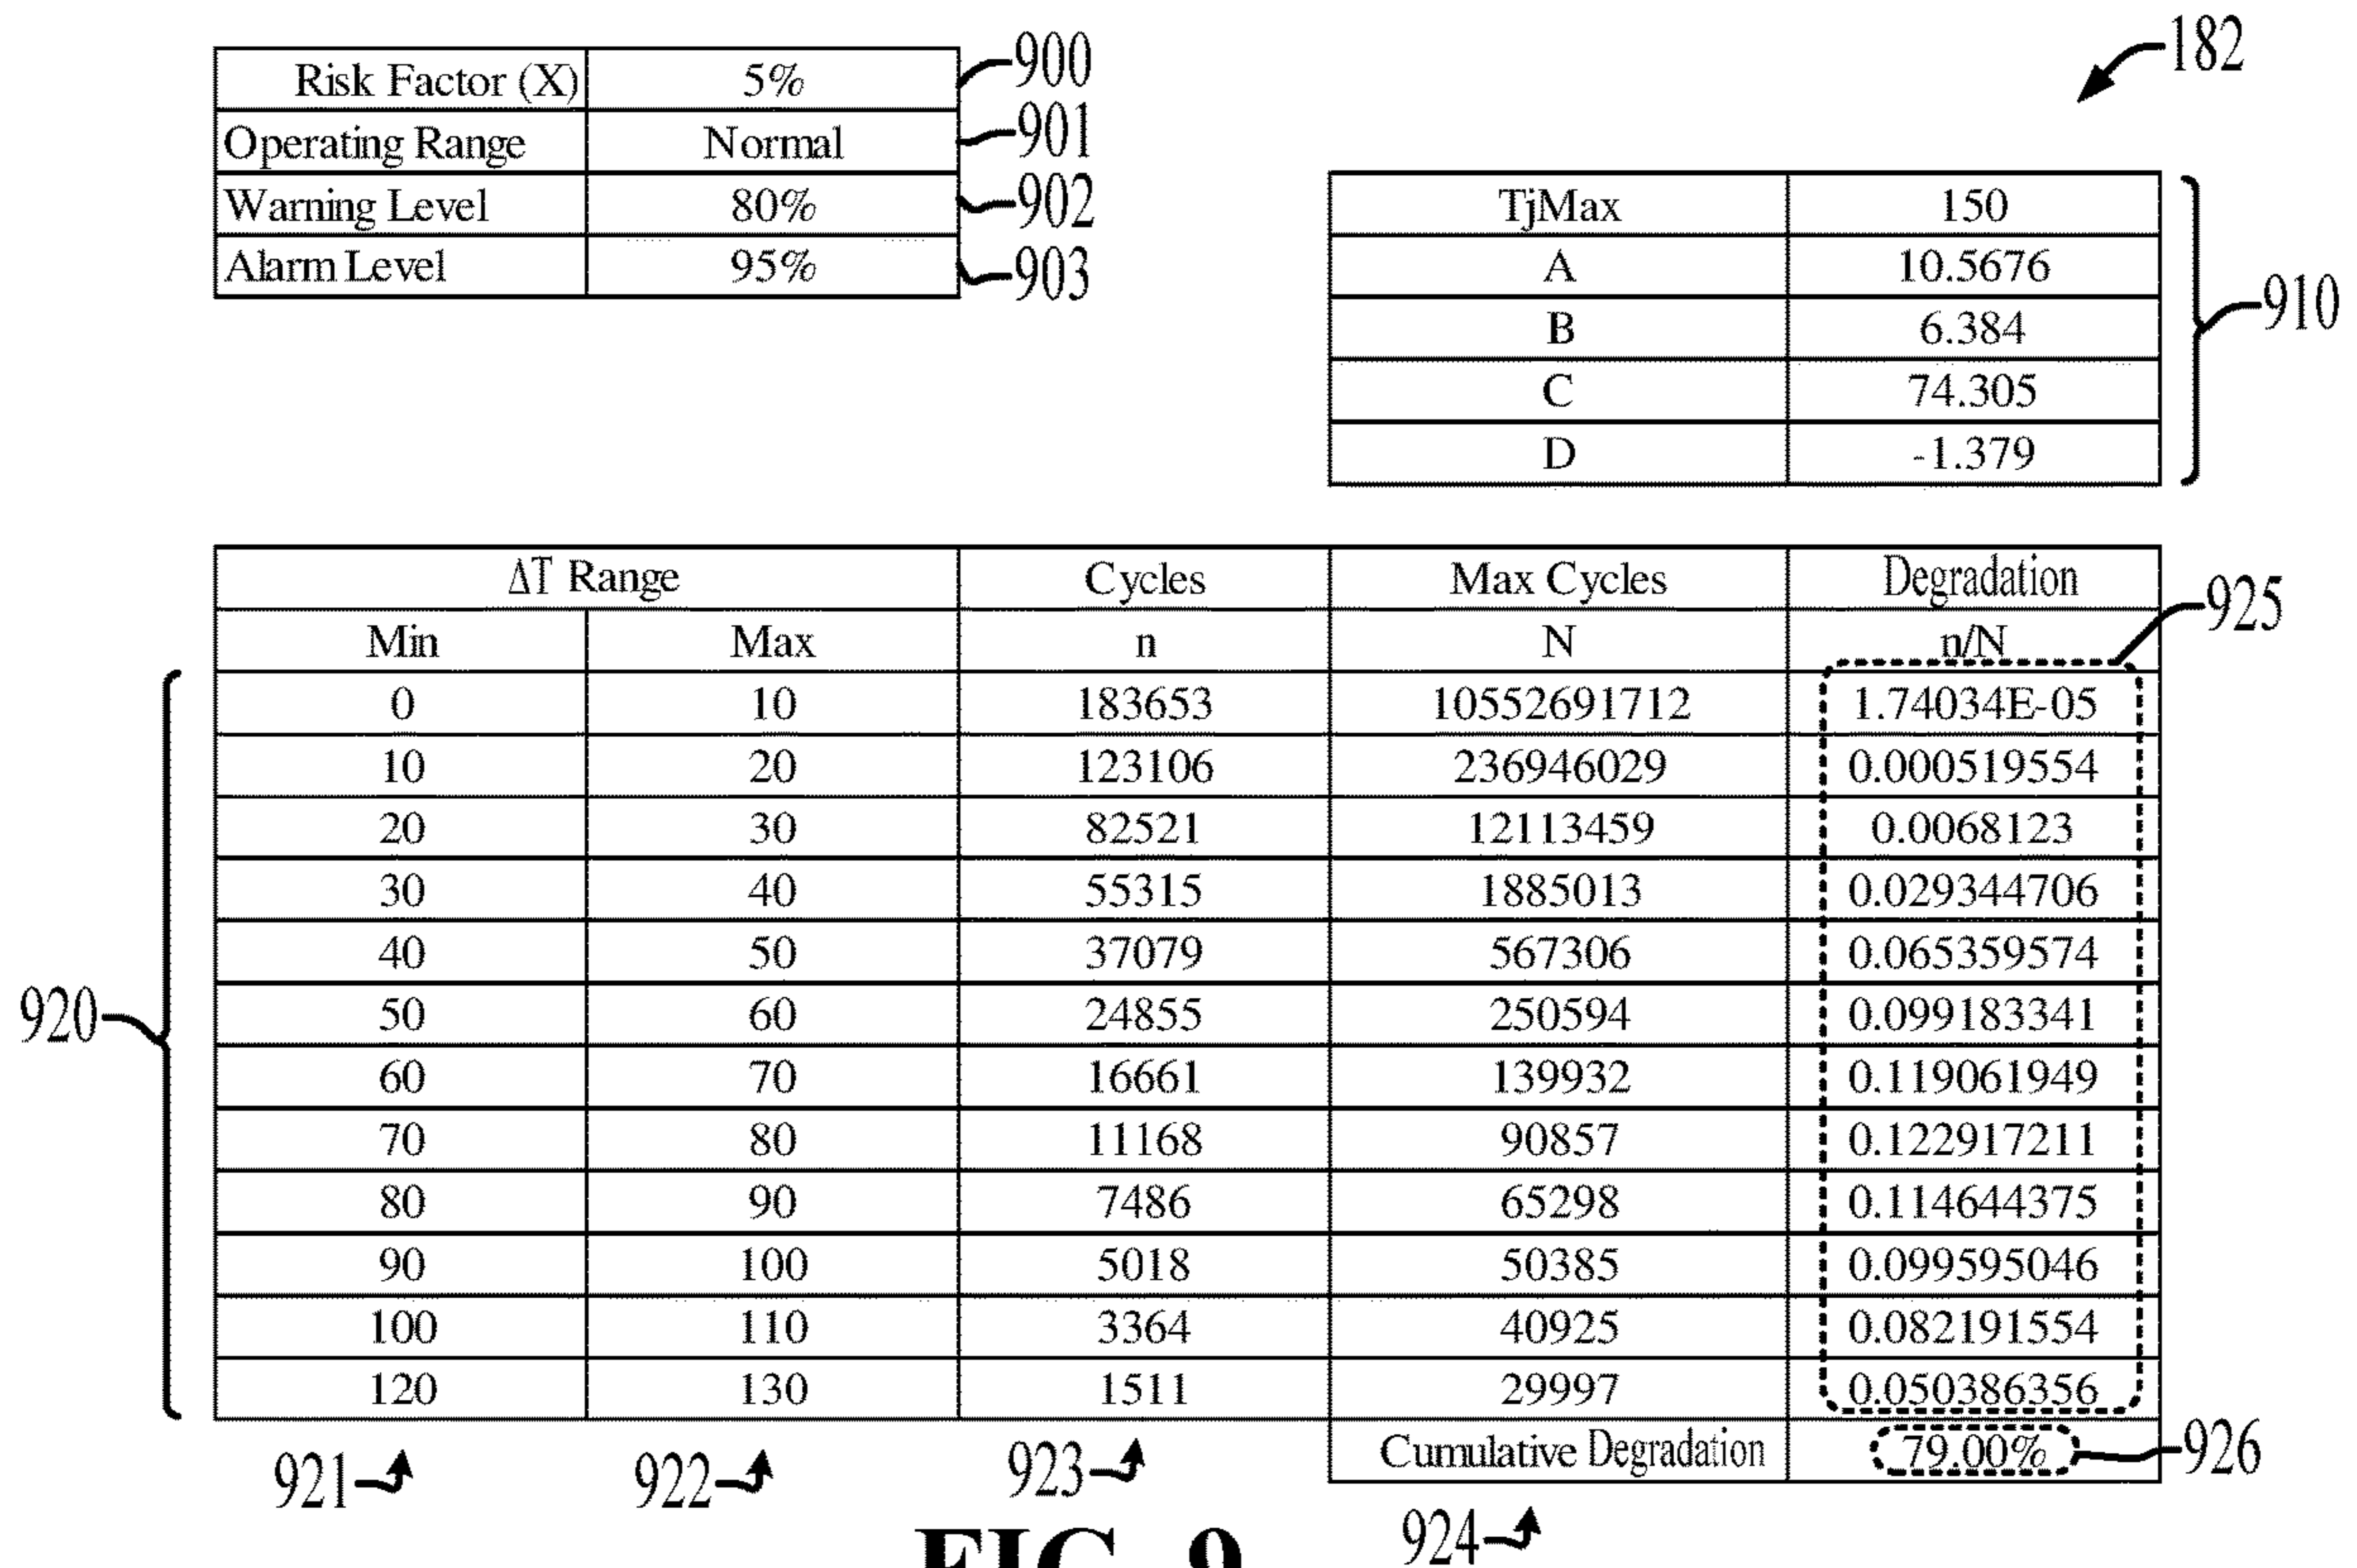 182
Risk Factor (X) 5% 900
Operating Range Normal 901
Warning Level 80% 902
Alarm Level 95% 903
TjMax 150
A 10.5676
B 6.384
C 74.305
D -1.379
910
ΔT Range Cycles Max Cycles Degradation
Min Max n N n/N
925
0 10 183653 10552691712 1.74034E-05
10 20 123106 236946029 0.000519554
20 30 82521 12113459 0.0068123
30 40 55315 1885013 0.029344706
40 50 37079 567306 0.065359574
50 60 24855 250594 0.099183341
60 70 16661 139932 0.119061949
70 80 11168 90857 0.122917211
80 90 7486 65298 0.114644375
90 100 5018 50385 0.099595046
100 110 3364 40925 0.082191554
120 130 1511 29997 0.050386356
920
Cumulative Degradation 79.00% 926
921 922 923 924
FIG. 9